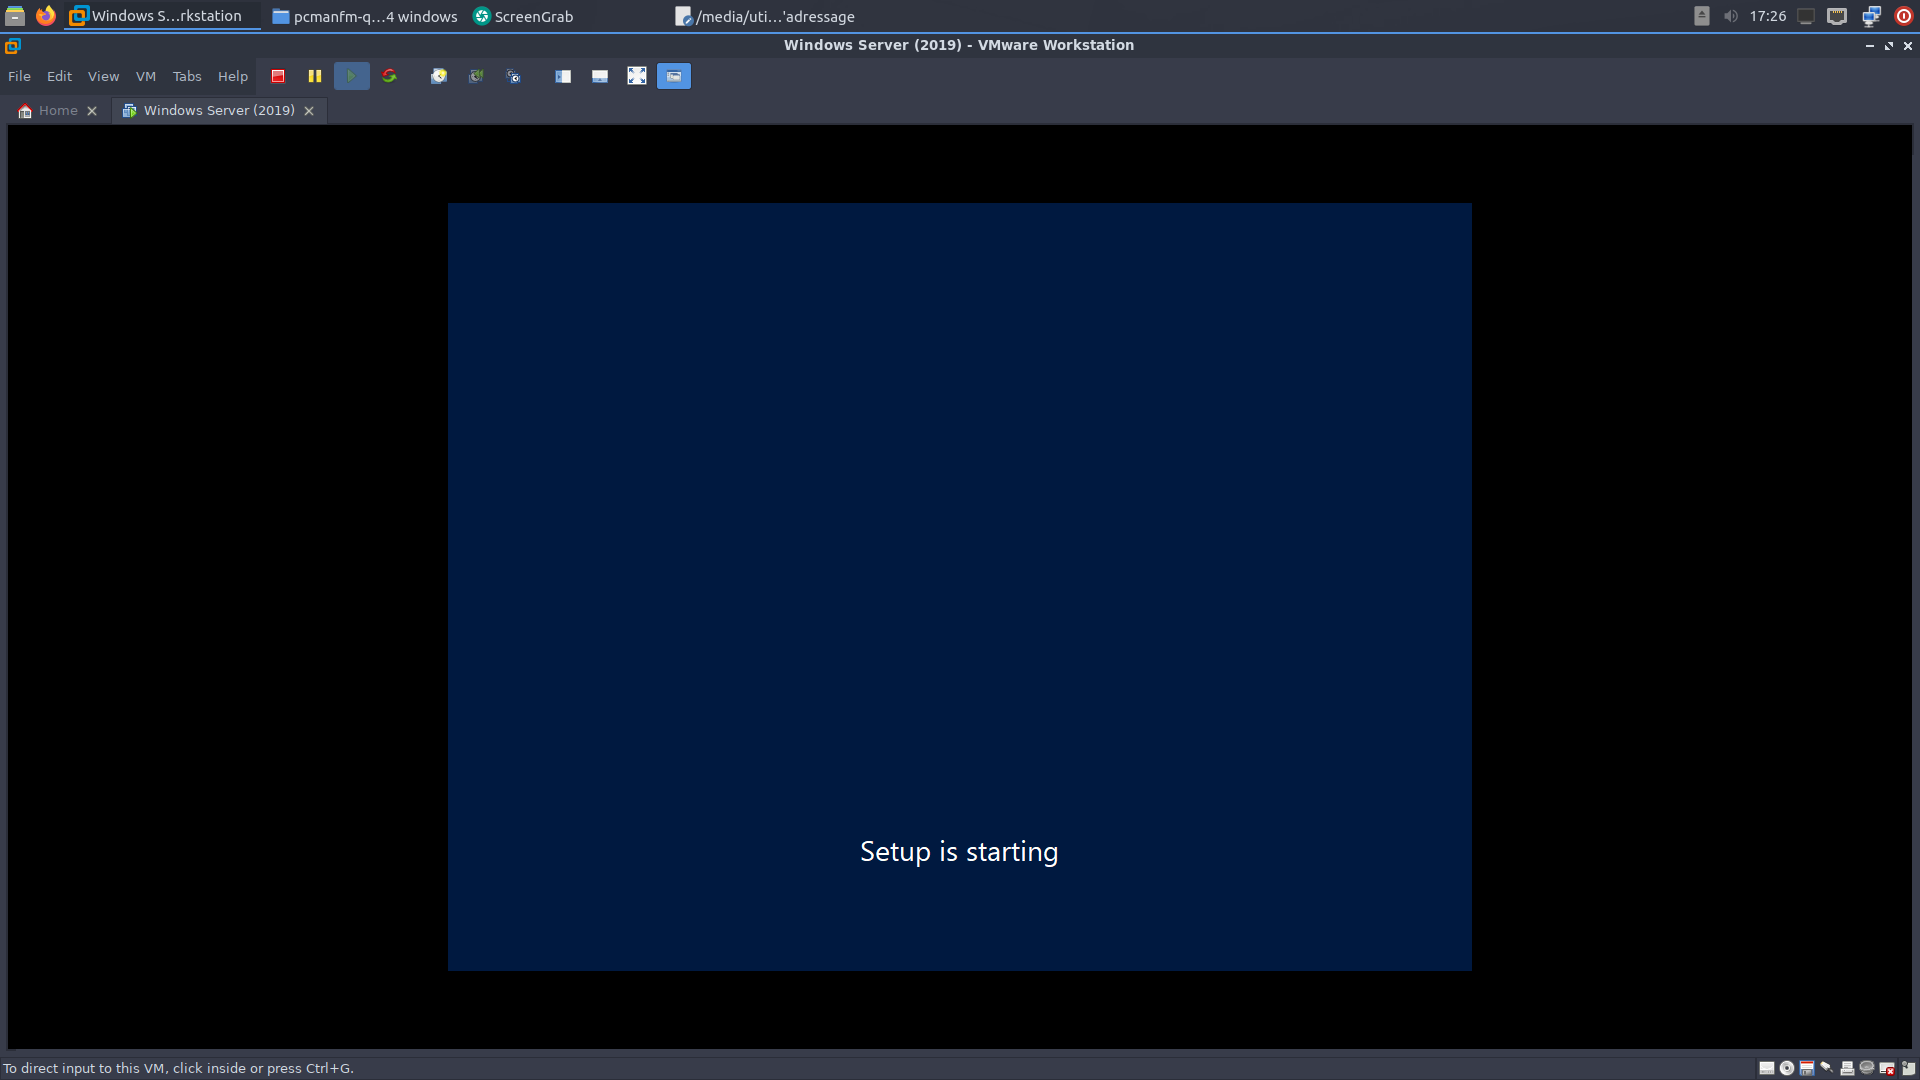 Windows S...rkstation
pcmanfm-q...4 windows
ScreenGrab
/media/uti...'adressage
17:26
Windows Server (2019) - VMware Workstation
File Edit View VM Tabs Help
Home
Windows Server (2019)
Setup is starting
To direct input to this VM, click inside or press Ctrl+G.